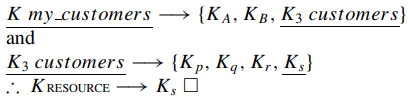 K my_customers ⟶ {K_A, K_B, K_3 customers}
and
K_3 customers ⟶ {K_p, K_q, K_r, K_s}
∴ K_RESOURCE ⟶ K_s □